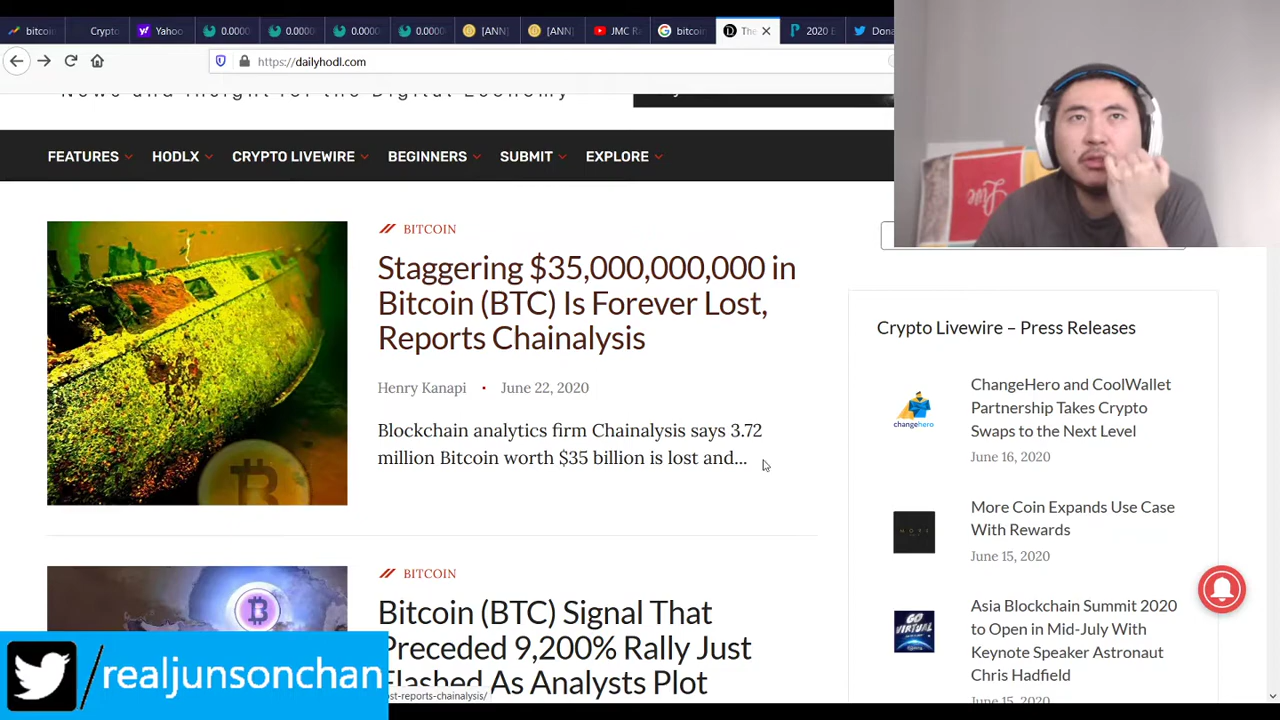 bitcoin
Crypto
Yahoo
0.0000
0.0000
0.0000
0.0000
[ANN]
[ANN]
JMC R
bitcoin
The
2020 E
Dona
https://dailyhodl.com
News and Insight for the Digital Economy
FEATURES
HODLX
CRYPTO LIVEWIRE
BEGINNERS
SUBMIT
EXPLORE
BITCOIN
Staggering $35,000,000,000 in
Bitcoin (BTC) Is Forever Lost,
Reports Chainalysis
Henry Kanapi • June 22, 2020
Blockchain analytics firm Chainalysis says 3.72
million Bitcoin worth $35 billion is lost and...
BITCOIN
Bitcoin (BTC) Signal That
Preceded 9,200% Rally Just
Flashed As Analysts Plot
Crypto Livewire – Press Releases
changehero
ChangeHero and CoolWallet
Partnership Takes Crypto
Swaps to the Next Level
June 16, 2020
MORE
More Coin Expands Use Case
With Rewards
June 15, 2020
GO
VIRTUAL
Asia Blockchain Summit 2020
to Open in Mid-July With
Keynote Speaker Astronaut
Chris Hadfield
June 15, 2020
/realjunsonchan
st-reports-chainalysis/
Live